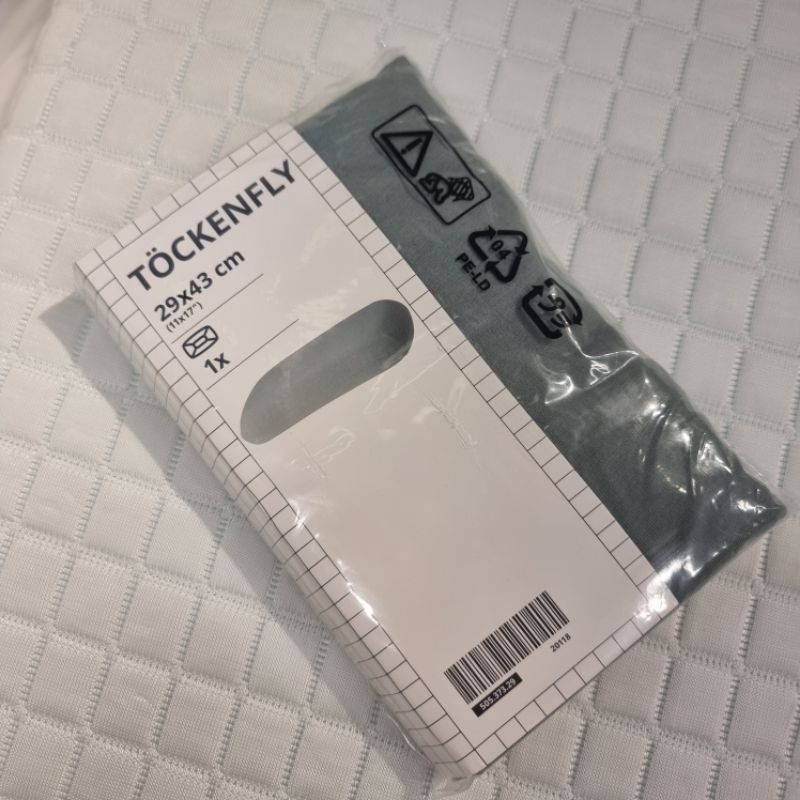 TÖCKENFLY
29x43 cm
(11x17")
1x
04
PE-LD
20118
505.373.29